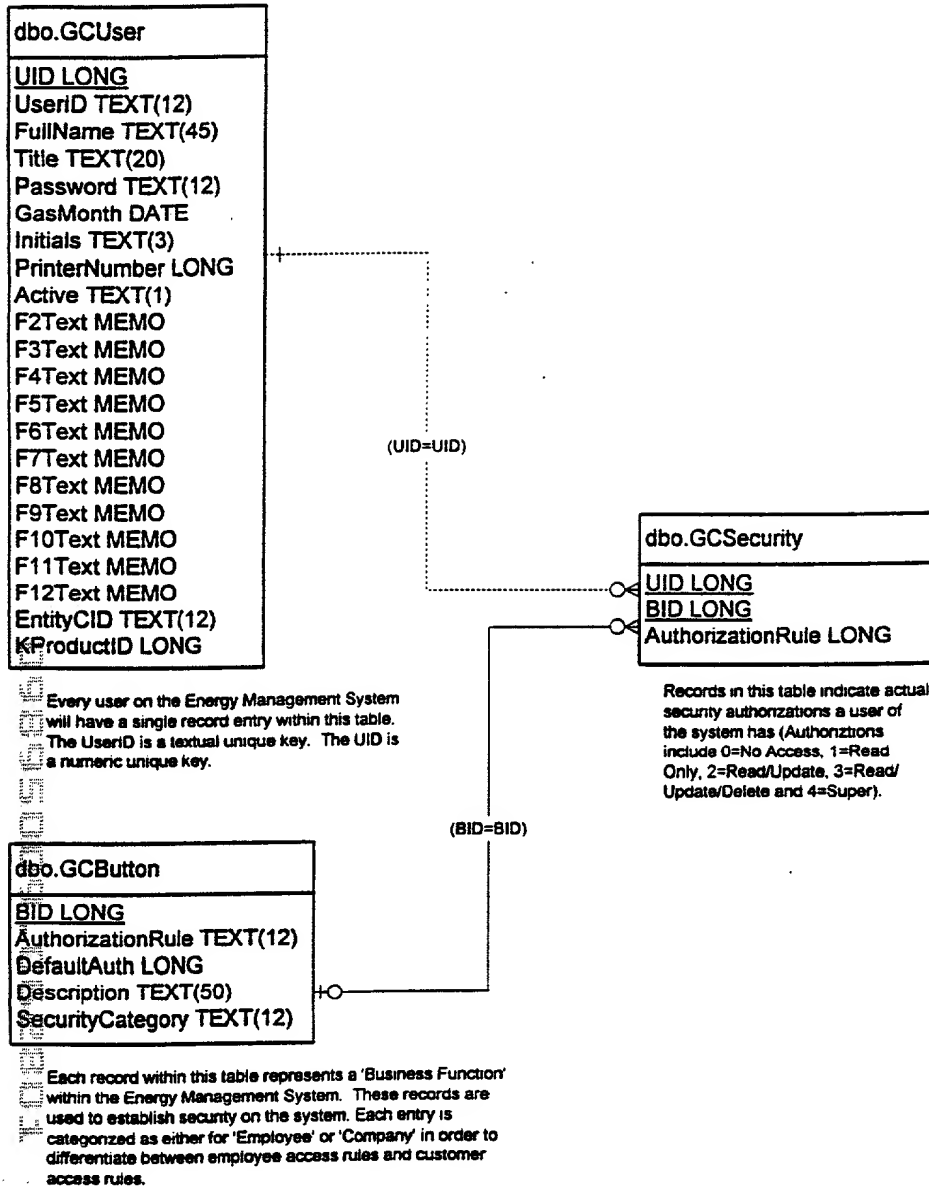 dbo.GCUser
UID LONG
UserID TEXT(12)
FullName TEXT(45)
Title TEXT(20)
Password TEXT(12)
GasMonth DATE
Initials TEXT(3)
PrinterNumber LONG
Active TEXT(1)
F2Text MEMO
F3Text MEMO
F4Text MEMO
F5Text MEMO
F6Text MEMO
F7Text MEMO
F8Text MEMO
F9Text MEMO
F10Text MEMO
F11Text MEMO
F12Text MEMO
EntityCID TEXT(12)
KProductID LONG
Every user on the Energy Management System
will have a single record entry within this table.
The UserID is a textual unique key. The UID is
a numeric unique key.
(UID=UID)
dbo.GCSecurity
UID LONG
BID LONG
AuthorizationRule LONG
Records in this table indicate actual
security authorizations a user of
the system has (Authorizations
include 0=No Access, 1=Read
Only, 2=Read/Update, 3=Read/
Update/Delete and 4=Super).
(BID=BID)
dbo.GCButton
BID LONG
AuthorizationRule TEXT(12)
DefaultAuth LONG
Description TEXT(50)
SecurityCategory TEXT(12)
Each record within this table represents a 'Business Function'
within the Energy Management System. These records are
used to establish security on the system. Each entry is
categorized as either for 'Employee' or 'Company' in order to
differentiate between employee access rules and customer
access rules.